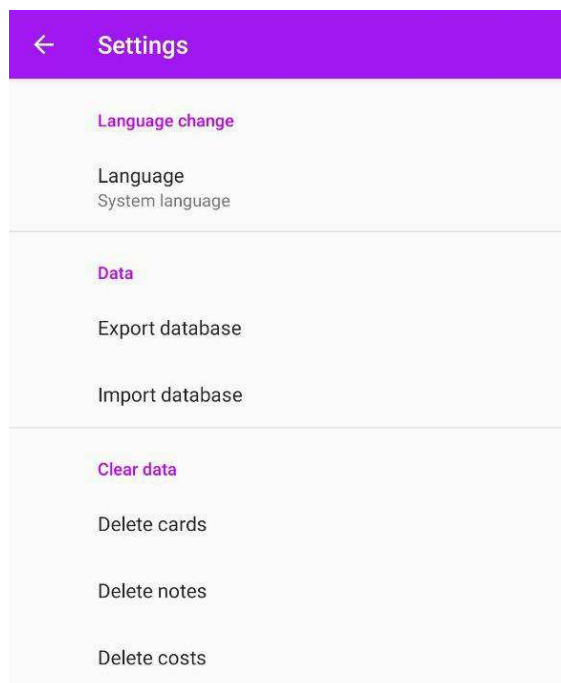 Settings
Language change
Language
System language
Data
Export database
Import database
Clear data
Delete cards
Delete notes
Delete costs